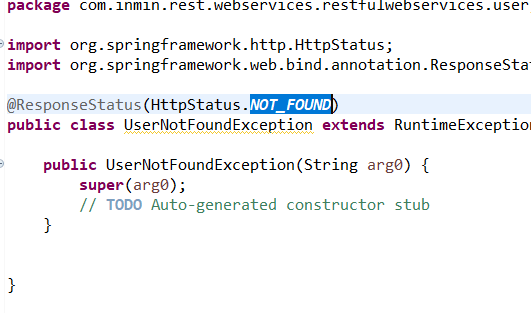 package com.inmin.rest.webservices.restfulwebservices.user
import org.springframework.http.HttpStatus;
import org.springframework.web.bind.annotation.ResponseSta
@ResponseStatus(HttpStatus.NOT_FOUND)
public class UserNotFoundException extends RuntimeException
public UserNotFoundException(String arg0) {
super(arg0);
// TODO Auto-generated constructor stub
}
}